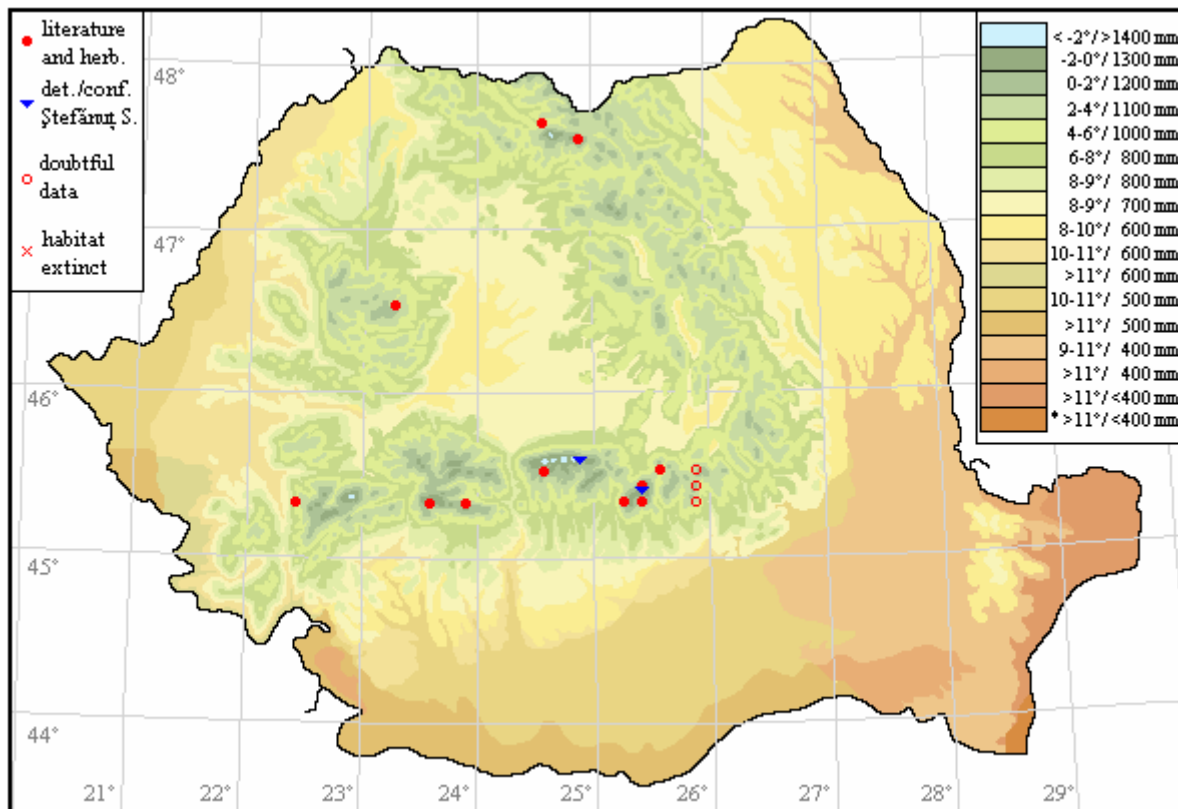 literature
and herb.
det./conf.
Ştefănuţ S.
doubtful
data
habitat
extinct
< -2°/>1400 mm
-2-0°/1300 mm
0-2°/1200 mm
2-4°/1100 mm
4-6°/1000 mm
6-8°/ 800 mm
8-9°/ 800 mm
8-9°/ 700 mm
8-10°/ 600 mm
10-11°/ 600 mm
>11°/ 600 mm
10-11°/ 500 mm
>11°/ 500 mm
9-11°/ 400 mm
>11°/ 400 mm
>11°/<400 mm
* >11°/<400 mm
48°
47°
46°
45°
44°
21° 22° 23° 24° 25° 26° 27° 28° 29°